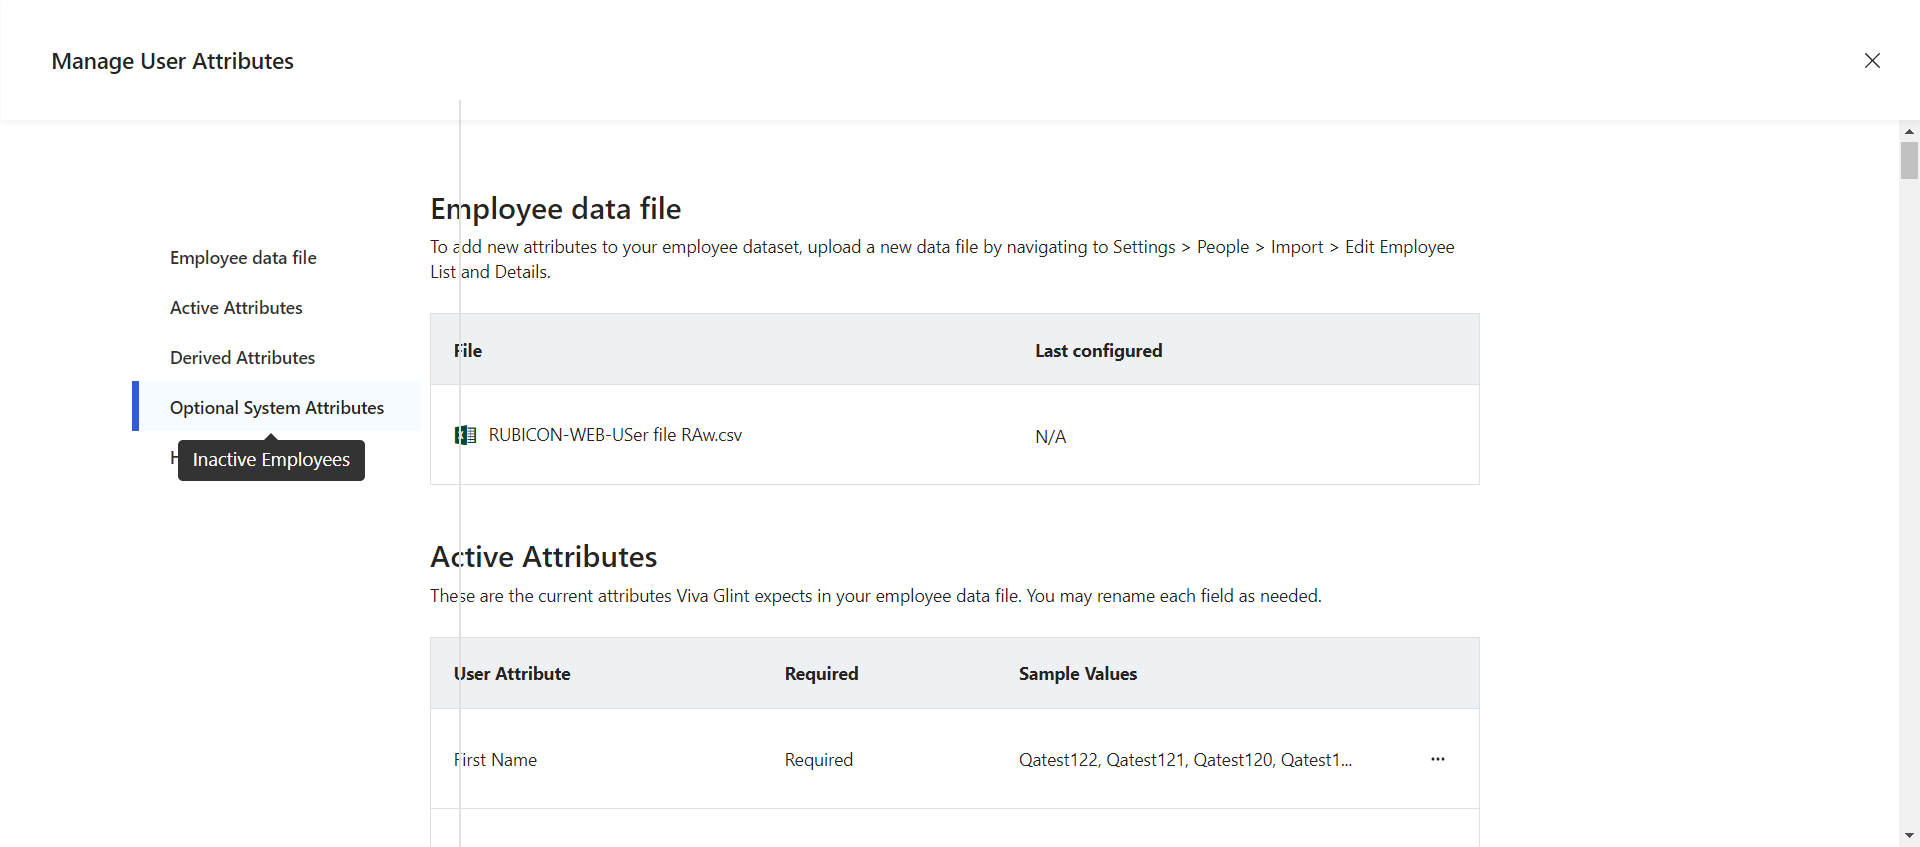 Manage User Attributes
Employee data file
Active Attributes
Derived Attributes
Optional System Attributes
Inactive Employees
Employee data file
To add new attributes to your employee dataset, upload a new data file by navigating to Settings > People > Import > Edit Employee
List and Details.
File Last configured
RUBICON-WEB-USer file RAw.csv N/A
Active Attributes
These are the current attributes Viva Glint expects in your employee data file. You may rename each field as needed.
User Attribute Required Sample Values
First Name Required Qatest122, Qatest121, Qatest120, Qatest1...